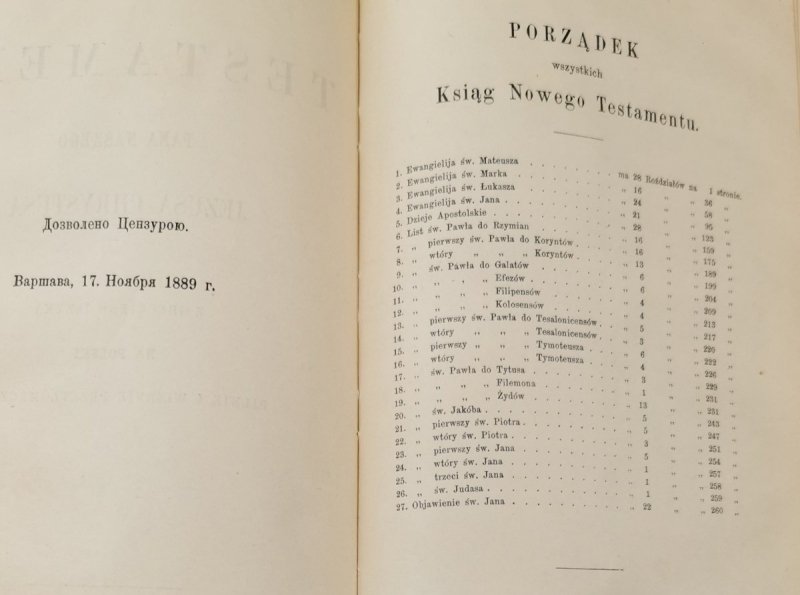 Дозволено Цензурою.
Варшава, 17. Ноября 1889 г.
PORZĄDEK
wszystkich
Ksiąg Nowego Testamentu.
1. Ewangielija św. Mateusza . . . . . . . ma 28 Roździałów na 1 stronie.
2. Ewangielija św. Marka . . . . . . . „ 16 „ „ 36 „
3. Ewangielija św. Łukasza . . . . . . . „ 24 „ „ 58 „
4. Ewangielija św. Jana . . . . . . . „ 21 „ „ 95 „
5. Dzieje Apostolskie . . . . . . . „ 28 „ „ 123 „
6. List św. Pawła do Rzymian . . . . . „ 16 „ „ 159 „
7. „ pierwszy św. Pawła do Koryntów . . . „ 16 „ „ 175 „
8. „ wtóry „ „ „ Koryntów . . . „ 13 „ „ 189 „
9. „ św. Pawła do Galatów . . . . . „ 6 „ „ 199 „
10. „ „ „ „ Efezów . . . . . „ 6 „ „ 204 „
11. „ „ „ „ Filipensów . . . . „ 4 „ „ 209 „
12. „ „ „ „ Kolosensów . . . . „ 4 „ „ 213 „
13. „ pierwszy św. Pawła do Tesalonicensów . . „ 5 „ „ 217 „
14. „ wtóry „ „ „ Tesalonicensów . . „ 3 „ „ 220 „
15. „ pierwszy „ „ „ Tymoteusza . . . „ 6 „ „ 222 „
16. „ wtóry „ „ „ Tymoteusza . . . „ 4 „ „ 226 „
17. „ św. Pawła do Tytusa . . . . . „ 3 „ „ 229 „
18. „ „ „ „ Filemona . . . . . „ 1 „ „ 231 „
19. „ „ „ „ Żydów . . . . . „ 13 „ „ 231 „
20. „ św. Jakóba . . . . . . . „ 5 „ „ 243 „
21. „ pierwszy św. Piotra . . . . . . „ 5 „ „ 247 „
22. „ wtóry św. Piotra . . . . . . „ 3 „ „ 251 „
23. „ pierwszy św. Jana . . . . . . „ 5 „ „ 254 „
24. „ wtóry św. Jana . . . . . . „ 1 „ „ 257 „
25. „ trzeci św. Jana . . . . . . „ 1 „ „ 258 „
26. „ św. Judasa . . . . . . . „ 1 „ „ 259 „
27. Objawienie św. Jana . . . . . . „ 22 „ „ 260 „